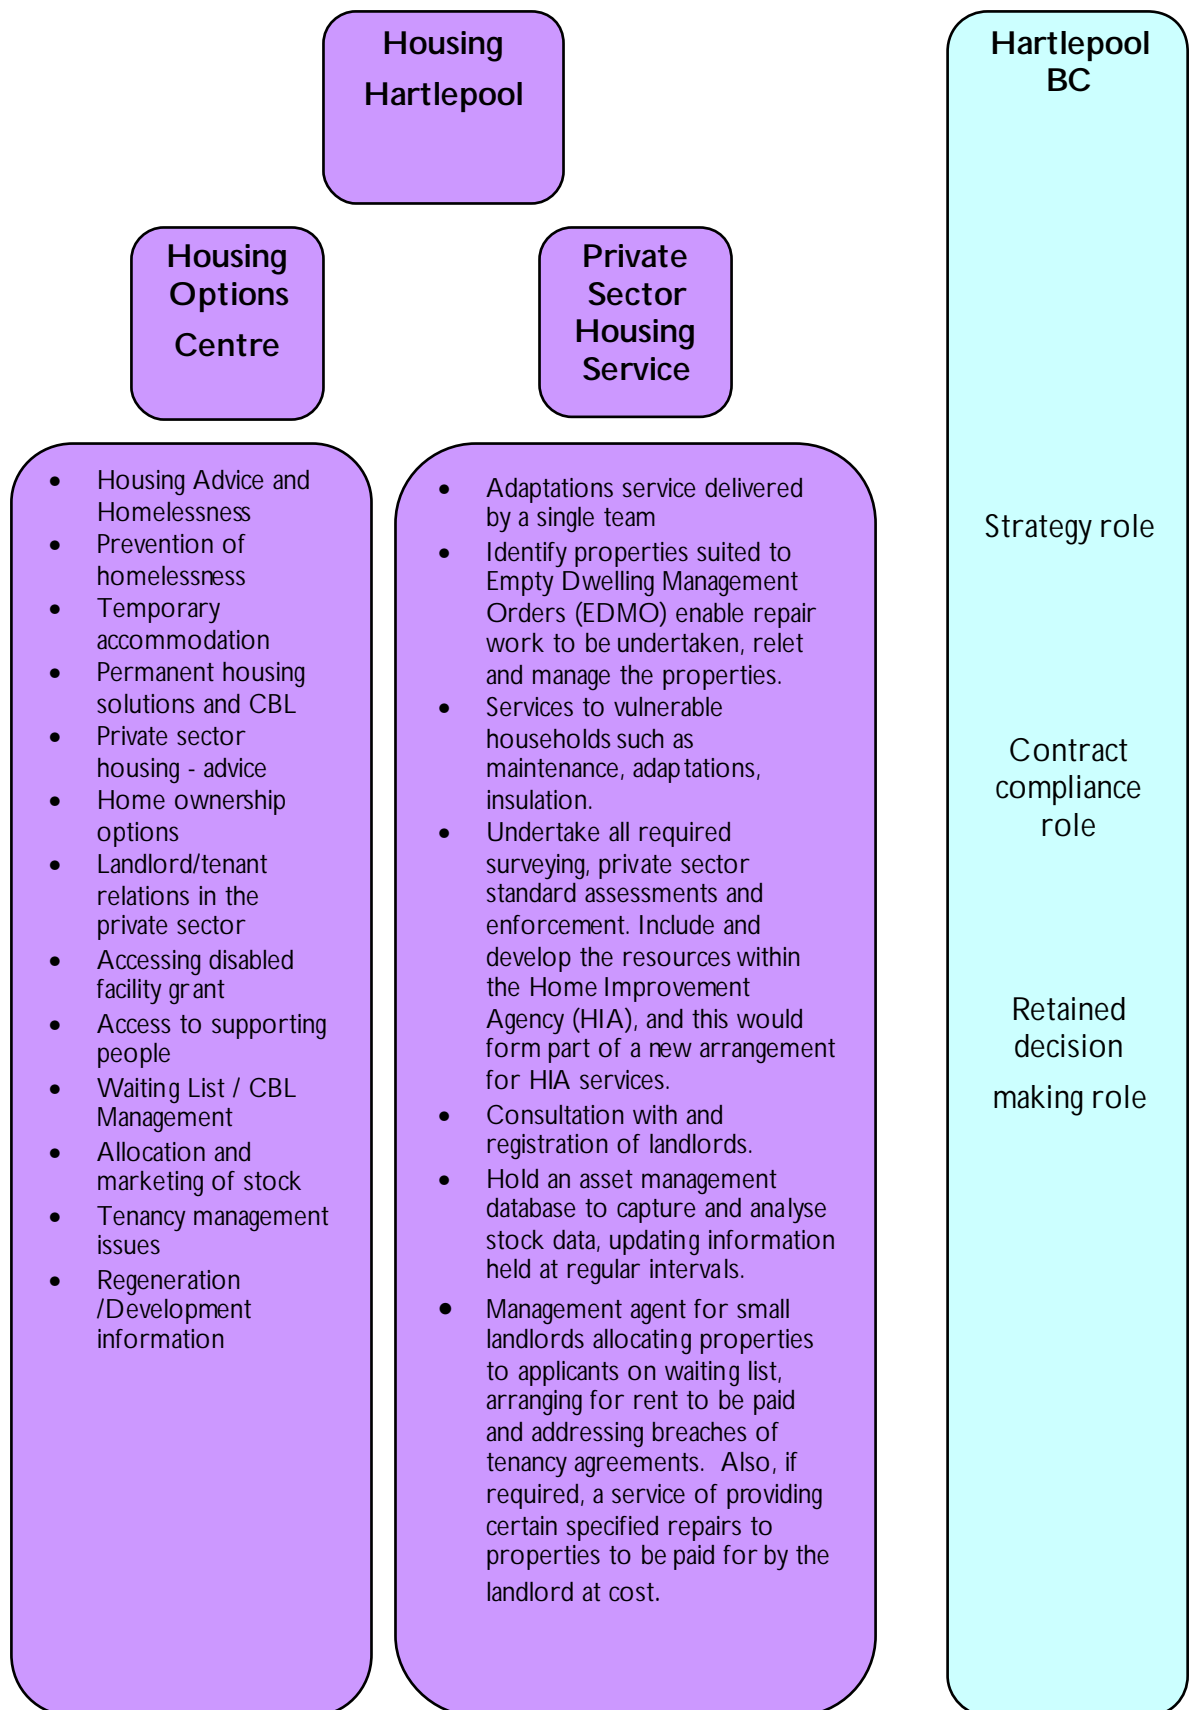 Housing
Hartlepool
Hartlepool
BC
Housing
Options
Centre
Private
Sector
Housing
Service
• Housing Advice and
Homelessness
• Prevention of
homelessness
• Temporary
accommodation
• Permanent housing
solutions and CBL
• Private sector
housing - advice
• Home ownership
options
• Landlord/tenant
relations in the
private sector
• Accessing disabled
facility grant
• Access to supporting
people
• Waiting List / CBL
Management
• Allocation and
marketing of stock
• Tenancy management
issues
• Regeneration
/Development
information
• Adaptations service delivered
by a single team
• Identify properties suited to
Empty Dwelling Management
Orders (EDMO) enable repair
work to be undertaken, relet
and manage the properties.
• Services to vulnerable
households such as
maintenance, adaptations,
insulation.
• Undertake all required
surveying, private sector
standard assessments and
enforcement. Include and
develop the resources within
the Home Improvement
Agency (HIA), and this would
form part of a new arrangement
for HIA services.
• Consultation with and
registration of landlords.
• Hold an asset management
database to capture and analyse
stock data, updating information
held at regular intervals.
• Management agent for small
landlords allocating properties
to applicants on waiting list,
arranging for rent to be paid
and addressing breaches of
tenancy agreements.  Also, if
required, a service of providing
certain specified repairs to
properties to be paid for by the
landlord at cost.
Strategy role
Contract
compliance
role
Retained
decision
making role